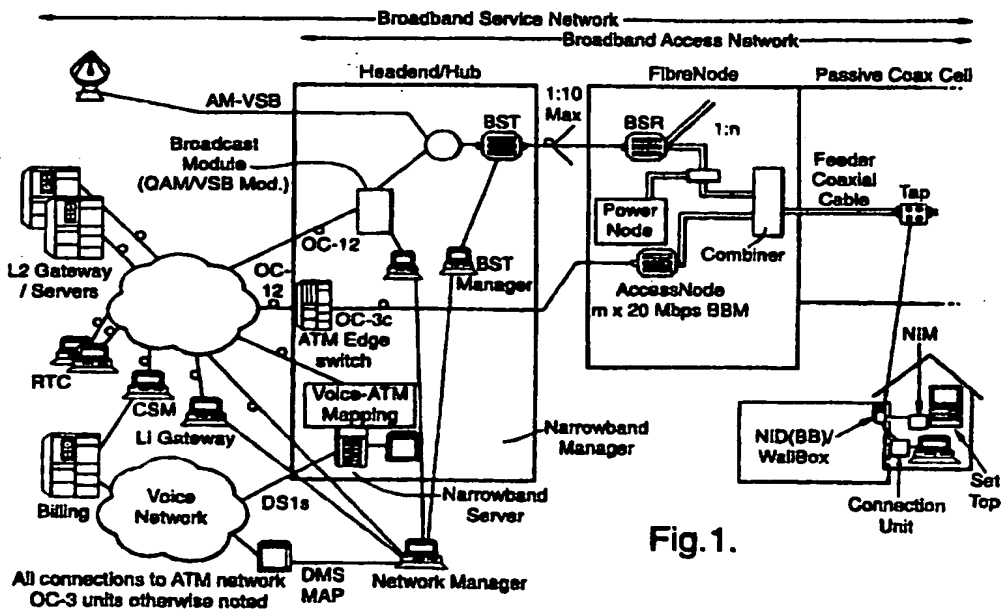 Broadband Service Network
Broadband Access Network
Headend/Hub
FibreNode
Passive Coax Cell
AM-VSB
BST
1:10
Max
BSR
1:n
Broadcast
Module
(QAM/VSB Mod.)
Feeder
Coaxial
Cable
Tap
Power
Node
Combiner
OC-12
L2 Gateway
/ Servers
OC-
12
BST
Manager
AccessNode
m x 20 Mbps BBM
OC-3c
ATM Edge
switch
NIM
RTC
CSM
Voice-ATM
Mapping
LI Gateway
Narrowband
Manager
NID(BB)/
WallBox
Set
Top
Billing
Voice
Network
DS1s
Narrowband
Server
Connection
Unit
Fig.1.
DMS
MAP
Network Manager
All connections to ATM network
OC-3 units otherwise noted